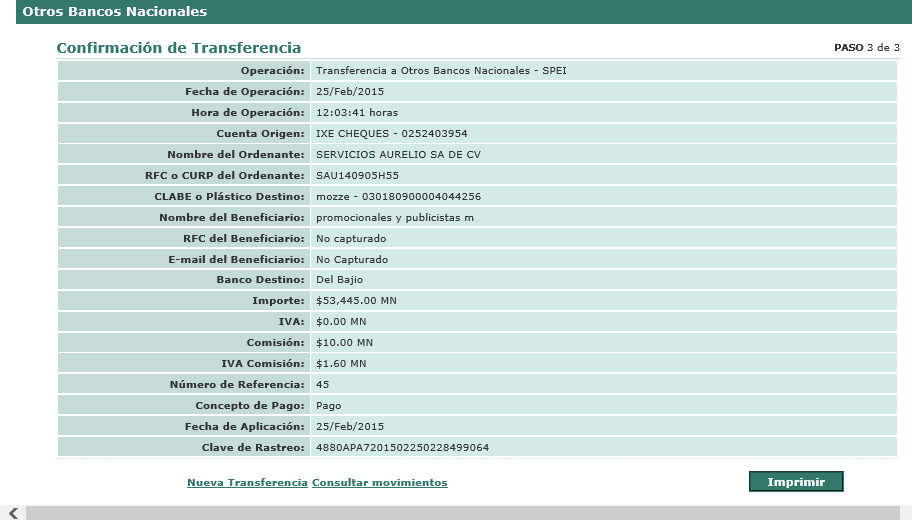 Otros Bancos Nacionales
Confirmación de Transferencia
PASO 3 de 3
Operación: Transferencia a Otros Bancos Nacionales - SPEI
Fecha de Operación: 25/Feb/2015
Hora de Operación: 12:03:41 horas
Cuenta Origen: IXE CHEQUES - 0252403954
Nombre del Ordenante: SERVICIOS AURELIO SA DE CV
RFC o CURP del Ordenante: SAU140905H55
CLABE o Plástico Destino: mozze - 030180900004044256
Nombre del Beneficiario: promocionales y publicistas m
RFC del Beneficiario: No capturado
E-mail del Beneficiario: No Capturado
Banco Destino: Del Bajio
Importe: $53,445.00 MN
IVA: $0.00 MN
Comisión: $10.00 MN
IVA Comisión: $1.60 MN
Número de Referencia: 45
Concepto de Pago: Pago
Fecha de Aplicación: 25/Feb/2015
Clave de Rastreo: 4880APA7201502250228499064
Nueva Transferencia Consultar movimientos
Imprimir